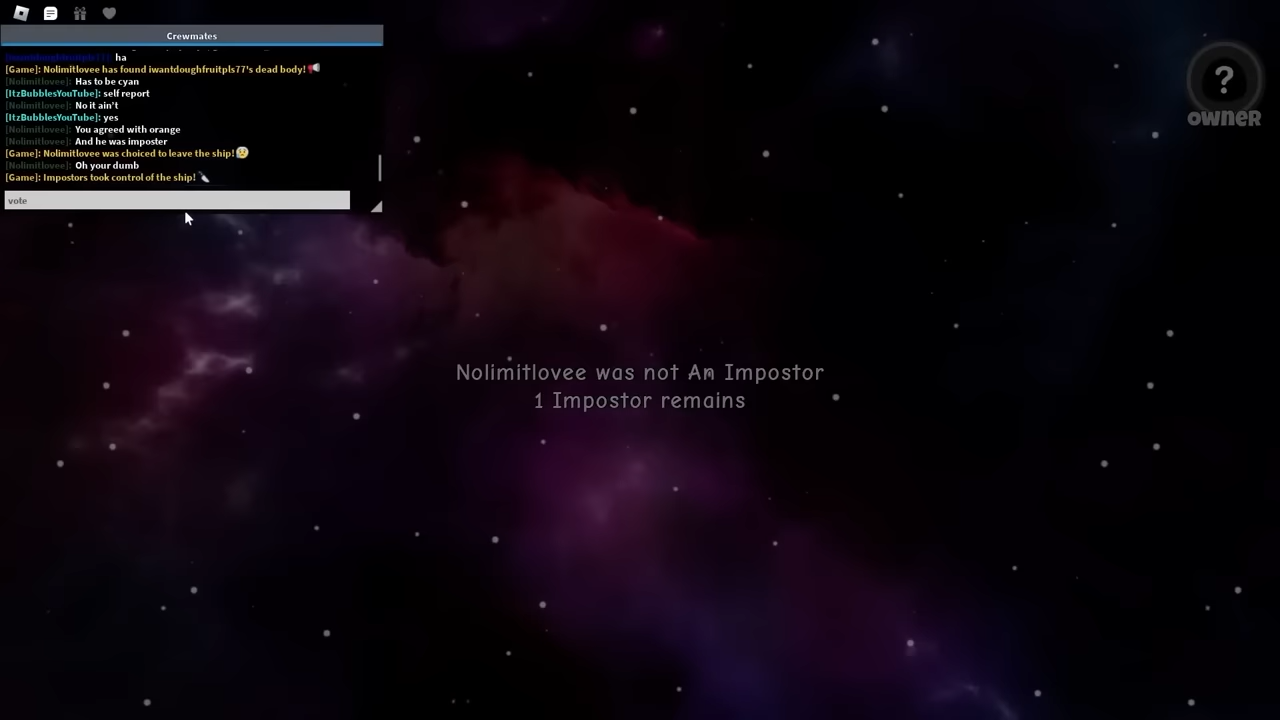 Crewmates
ha
[Game]: Nolimitlovee has found iwantdoughfruitpls77's dead body!
[Nolimitlovee]: Has to be cyan
[ItzBubblesYouTube]: self report
[Nolimitlovee]: No it ain't
[ItzBubblesYouTube]: yes
[Nolimitlovee]: You agreed with orange
[Nolimitlovee]: And he was imposter
[Game]: Nolimitlovee was choiced to leave the ship!
[Nolimitlovee]: Oh your dumb
[Game]: Impostors took control of the ship!
vote
?
OWNER
Nolimitlovee was not An Impostor
1 Impostor remains